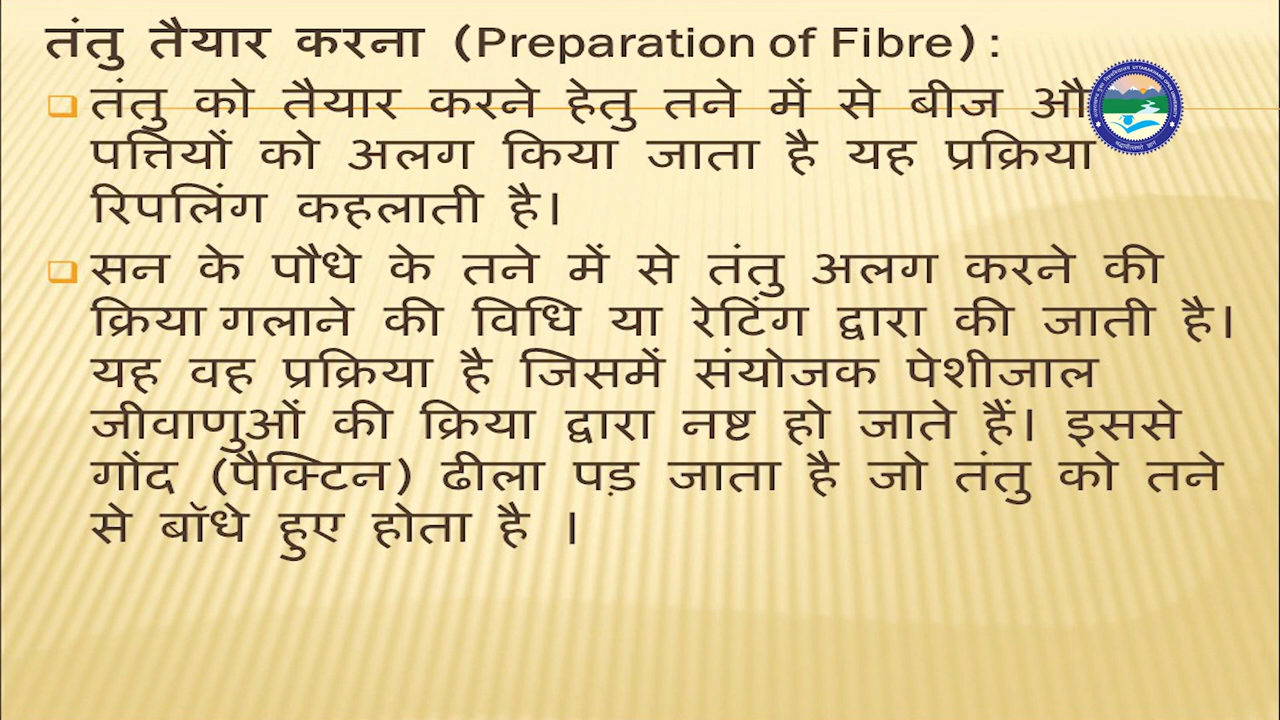 तंतु तैयार करना (Preparation of Fibre) :
तंतु को तैयार करने हेतु तने में से बीज औ
पत्तियों को अलग किया जाता है यह प्रक्रिया
रिपलिंग कहलाती है।
सन के पौधे के तने में से तंतु अलग करने की
क्रिया गलाने की विधि या रेटिंग द्वारा की जाती है।
यह वह प्रक्रिया है जिसमें संयोजक पेशीजाल
जीवाणुओं की क्रिया द्वारा नष्ट हो जाते हैं। इससे
गोंद (पैक्टिन) ढीला पड़ जाता है जो तंतु को तने
से बॉधे हुए होता है ।